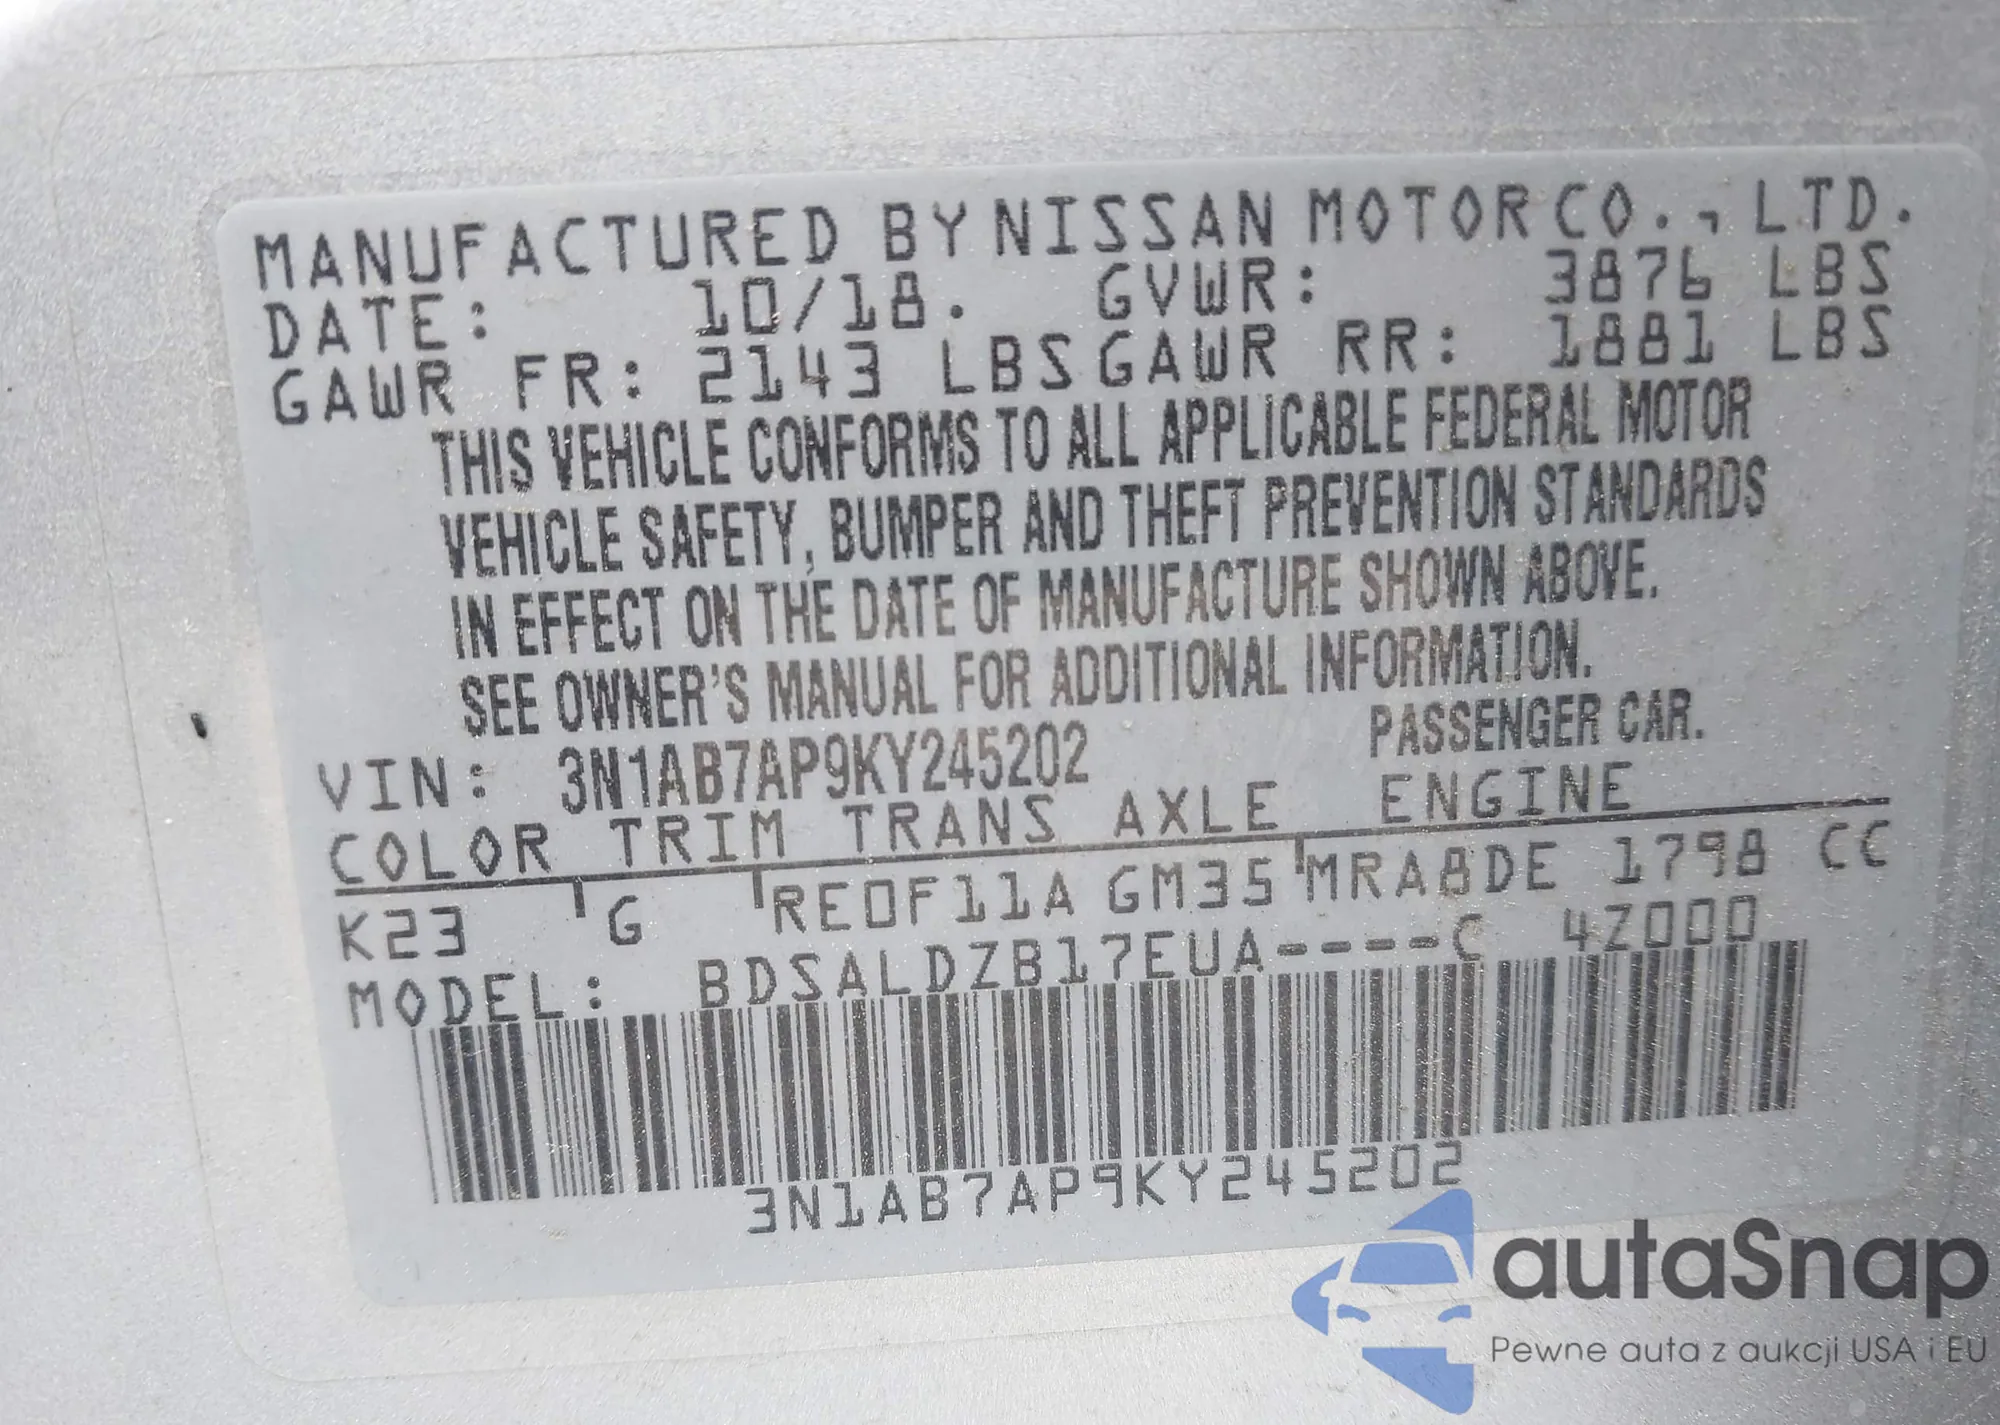 MANUFACTURED BY NISSAN MOTOR CO., LTD.
DATE: 10/18. GVWR: 3876 LBS
GAWR FR: 2143 LBS GAWR RR: 1881 LBS
THIS VEHICLE CONFORMS TO ALL APPLICABLE FEDERAL MOTOR
VEHICLE SAFETY, BUMPER AND THEFT PREVENTION STANDARDS
IN EFFECT ON THE DATE OF MANUFACTURE SHOWN ABOVE.
SEE OWNER'S MANUAL FOR ADDITIONAL INFORMATION.
VIN: 3N1AB7AP9KY245202 PASSENGER CAR.
COLOR TRIM TRANS AXLE ENGINE
K23 G RE0F11A GM35 MRA8DE 1798 CC
MODEL: BDSALDZB17EUA----C 4Z000
3N1AB7AP9KY245202
autaSnap
Pewne auta z aukcji USA i EU